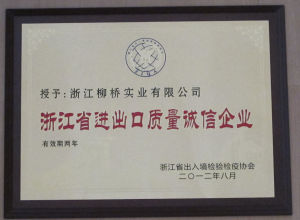 授予：浙江柳桥实业有限公司
浙江省进出口质量诚信企业
有效期两年
浙江省出入境检验检疫协会
二〇一二年八月